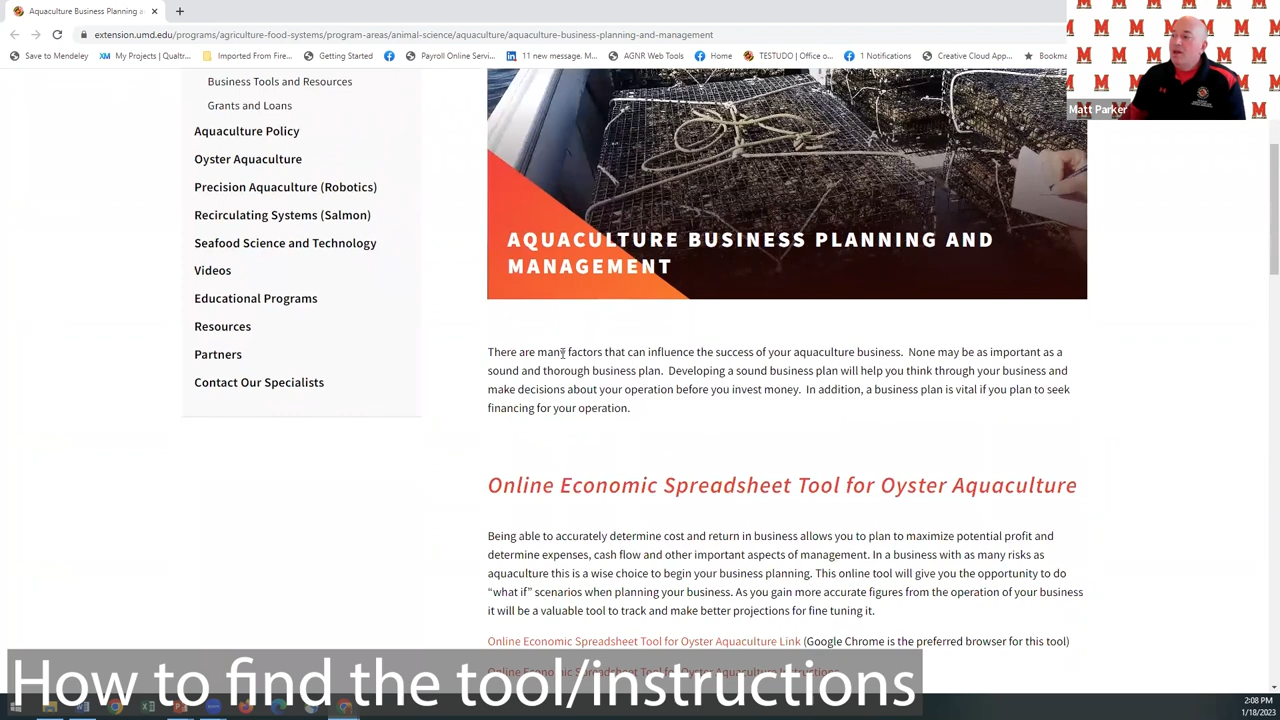 Aquaculture Business Planning a
extension.umd.edu/programs/agriculture-food-systems/program-areas/animal-science/aquaculture/aquaculture-business-planning-and-management
Save to Mendeley
My Projects | Qualtr...
Imported From Fire...
Getting Started
Payroll Online Servi...
11 new message. M...
AGNR Web Tools
Home
TESTUDO | Office o...
1 Notifications
Creative Cloud App...
Bookma
Matt Parker
Business Tools and Resources
Grants and Loans
Aquaculture Policy
Oyster Aquaculture
Precision Aquaculture (Robotics)
Recirculating Systems (Salmon)
Seafood Science and Technology
Videos
Educational Programs
Resources
Partners
Contact Our Specialists
AQUACULTURE BUSINESS PLANNING AND
MANAGEMENT
There are many factors that can influence the success of your aquaculture business. None may be as important as a
sound and thorough business plan. Developing a sound business plan will help you think through your business and
make decisions about your operation before you invest money. In addition, a business plan is vital if you plan to seek
financing for your operation.
Online Economic Spreadsheet Tool for Oyster Aquaculture
Being able to accurately determine cost and return in business allows you to plan to maximize potential profit and
determine expenses, cash flow and other important aspects of management. In a business with as many risks as
aquaculture this is a wise choice to begin your business planning. This online tool will give you the opportunity to do
“what if” scenarios when planning your business. As you gain more accurate figures from the operation of your business
it will be a valuable tool to track and make better projections for fine tuning it.
Online Economic Spreadsheet Tool for Oyster Aquaculture Link (Google Chrome is the preferred browser for this tool)
Online Economic Spreadsheet Tool for Oyster Aquaculture Instructions
How to find the tool/instructions
2:08 PM
1/18/2023